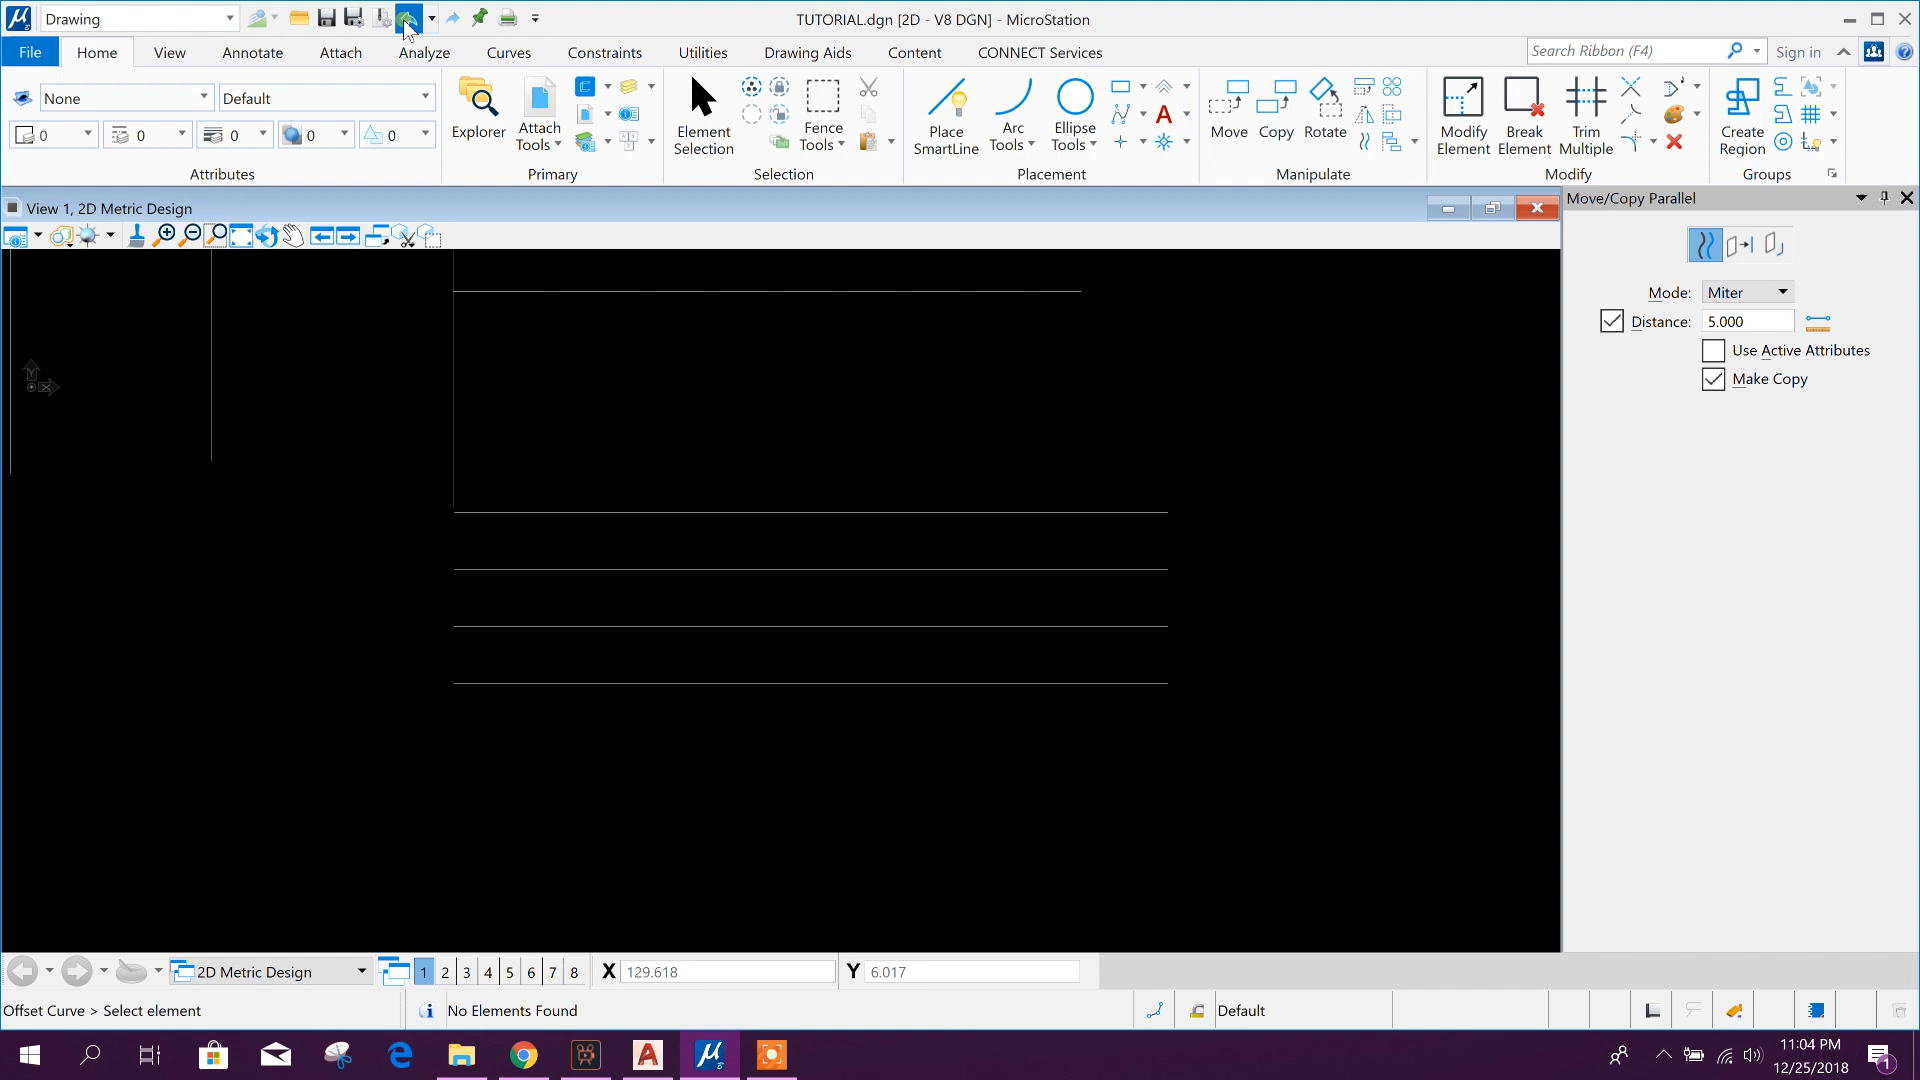 Drawing
TUTORIAL.dgn [2D - V8 DGN] - MicroStation
File Home View Annotate Attach Analyze Curves Constraints Utilities Drawing Aids Content CONNECT Services
Search Ribbon (F4) Sign in
None Default
0 0 0 0 0
Attributes
Explorer Attach Tools
Primary
Element Selection Fence Tools
Selection
Place SmartLine Arc Tools Ellipse Tools
Placement
Move Copy Rotate
Manipulate
Modify Element Break Element Trim Multiple
Modify
Create Region
Groups
View 1, 2D Metric Design
Move/Copy Parallel
Mode: Miter
Distance: 5.000
Use Active Attributes
Make Copy
Y
X
2D Metric Design 1 2 3 4 5 6 7 8 X 129.618 Y 6.017
Offset Curve > Select element No Elements Found Default
11:04 PM
12/25/2018
1